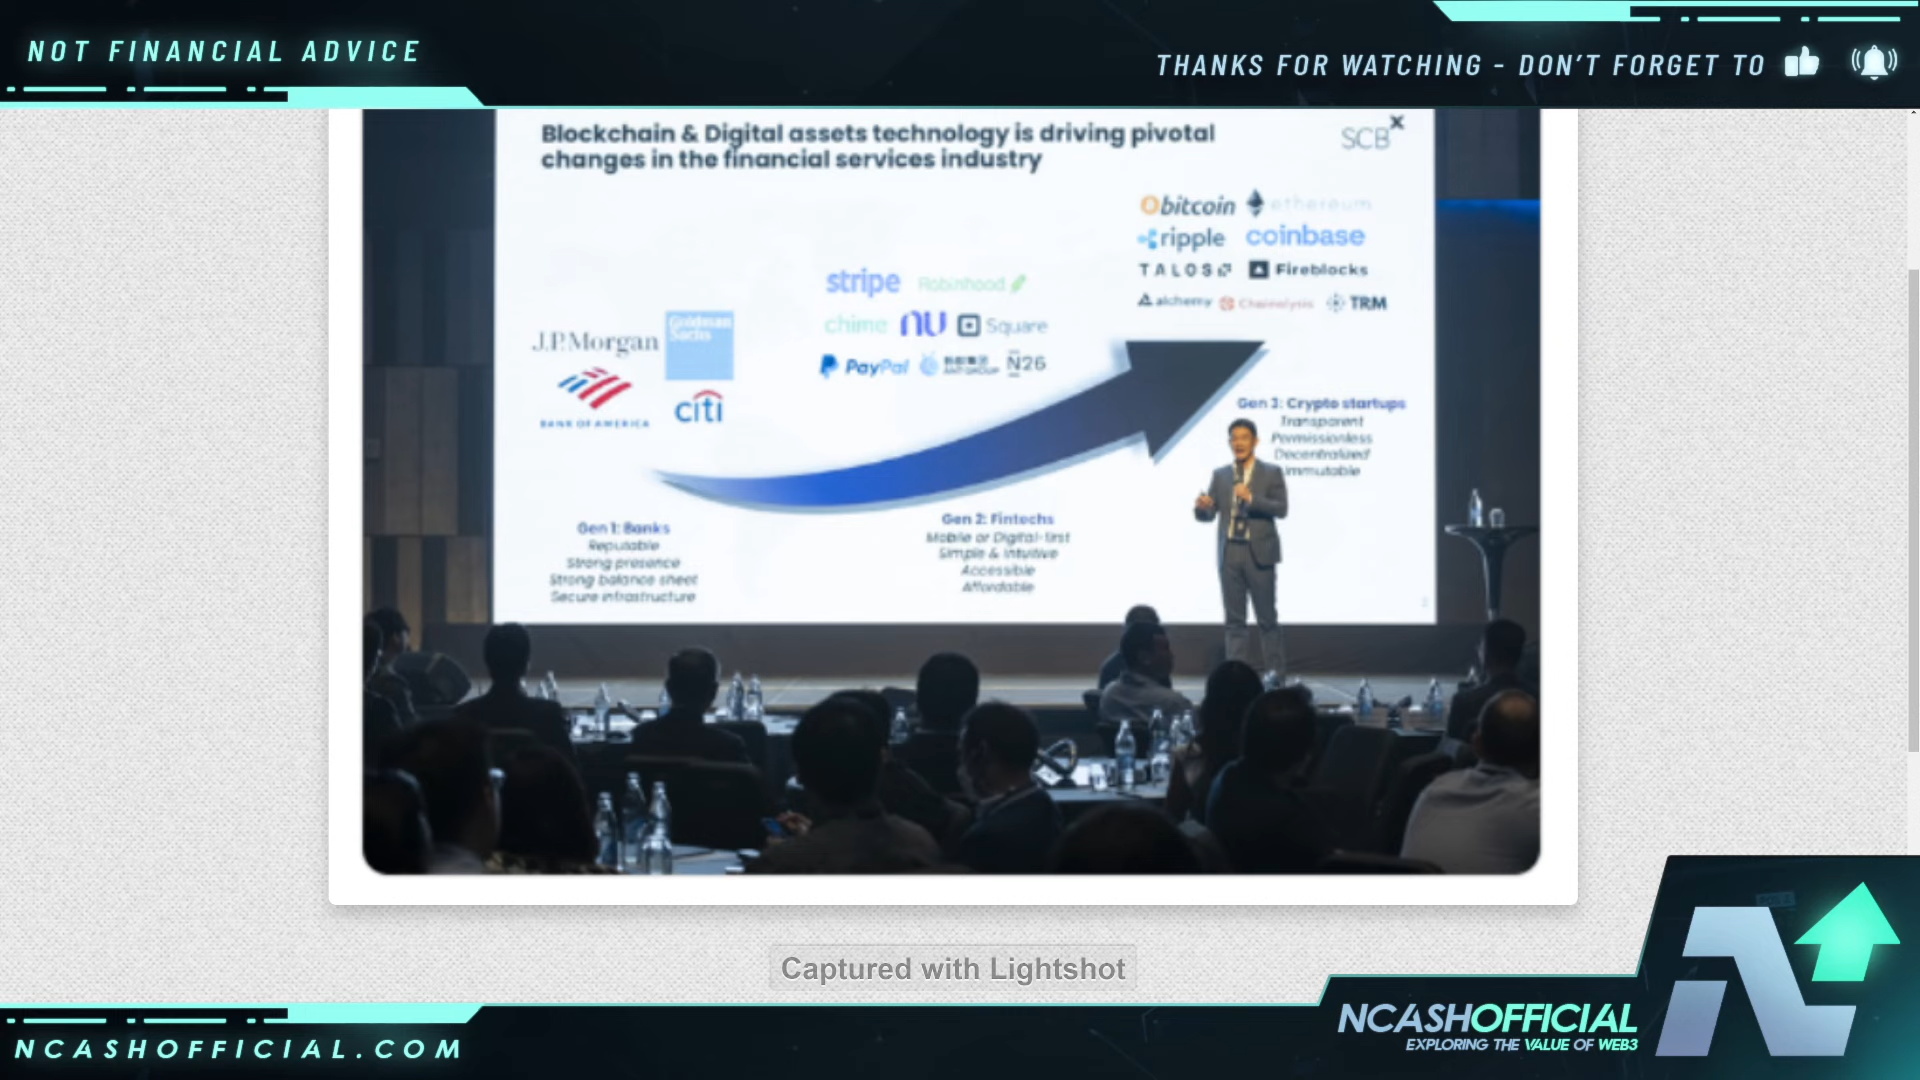 NOT FINANCIAL ADVICE
THANKS FOR WATCHING - DON'T FORGET TO
Blockchain & Digital assets technology is driving pivotal
changes in the financial services industry
SCB X
bitcoin ethereum
ripple coinbase
TALOS Fireblocks
alchemy Chainalysis TRM
stripe Robinhood
chime nu Square
PayPal ANT GROUP N26
J.P.Morgan Goldman
Sachs
BANK OF AMERICA citi
Gen 3: Crypto startups
Transparent
Permissionless
Decentralized
Immutable
Gen 2: Fintechs
Mobile or Digital-first
Simple & Intuitive
Accessible
Affordable
Gen 1: Banks
Reputable
Strong presence
Strong balance sheet
Secure infrastructure
Captured with Lightshot
NCASHOFFICIAL.COM
NCASHOFFICIAL
EXPLORING THE VALUE OF WEB3